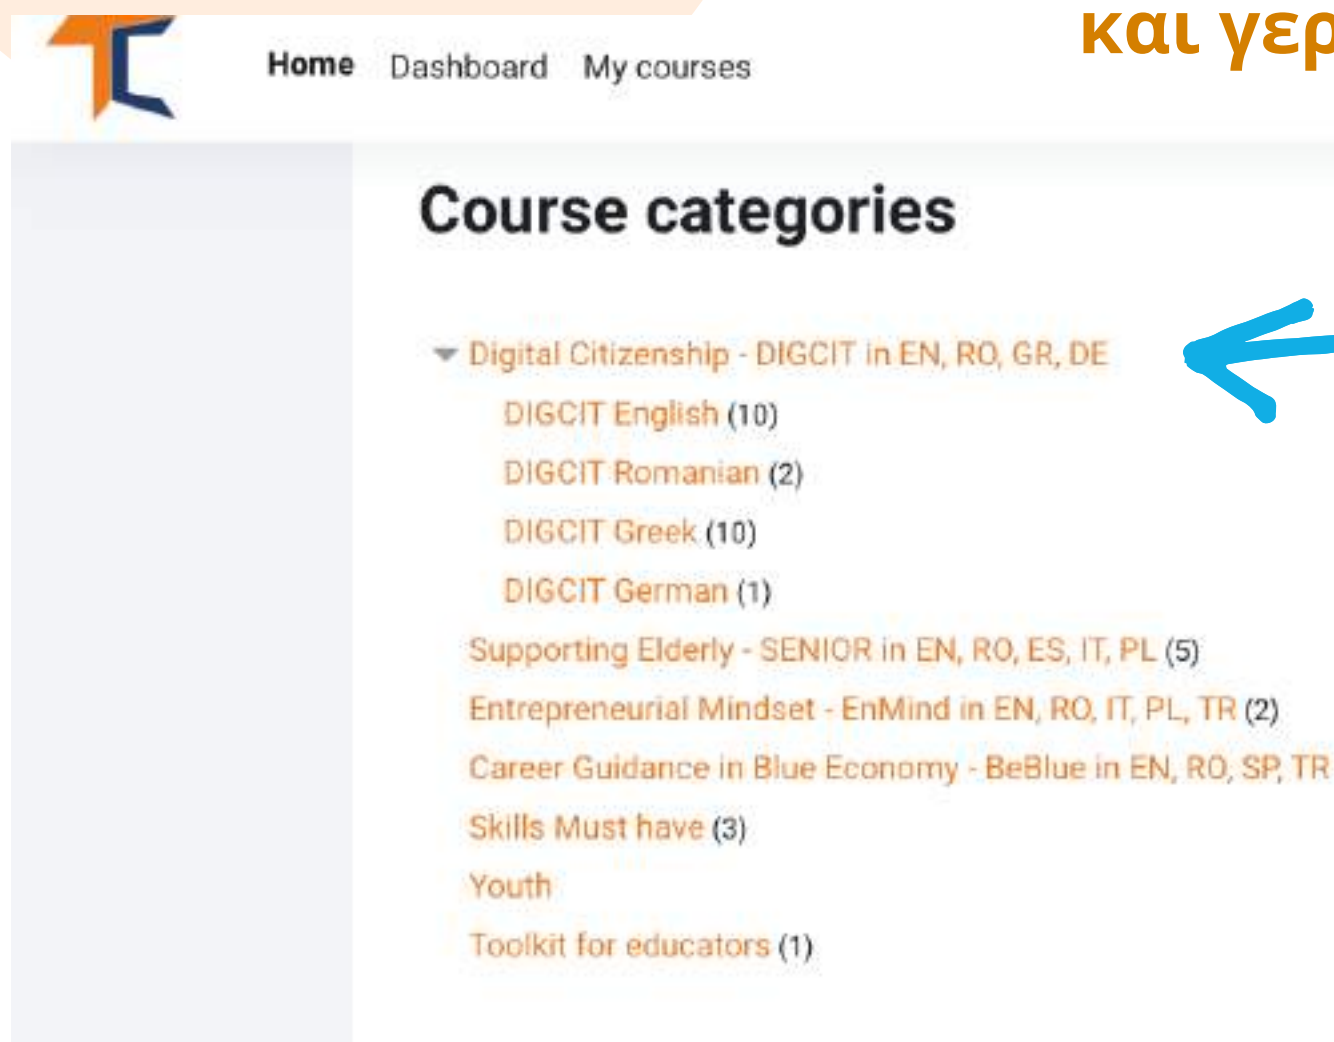 και γερ
Home Dashboard My courses
Course categories
Digital Citizenship - DIGCIT in EN, RO, GR, DE
DIGCIT English (10)
DIGCIT Romanian (2)
DIGCIT Greek (10)
DIGCIT German (1)
Supporting Elderly - SENIOR in EN, RO, ES, IT, PL (5)
Entrepreneurial Mindset - EnMind in EN, RO, IT, PL, TR (2)
Career Guidance in Blue Economy - BeBlue in EN, RO, SP, TR
Skills Must have (3)
Youth
Toolkit for educators (1)